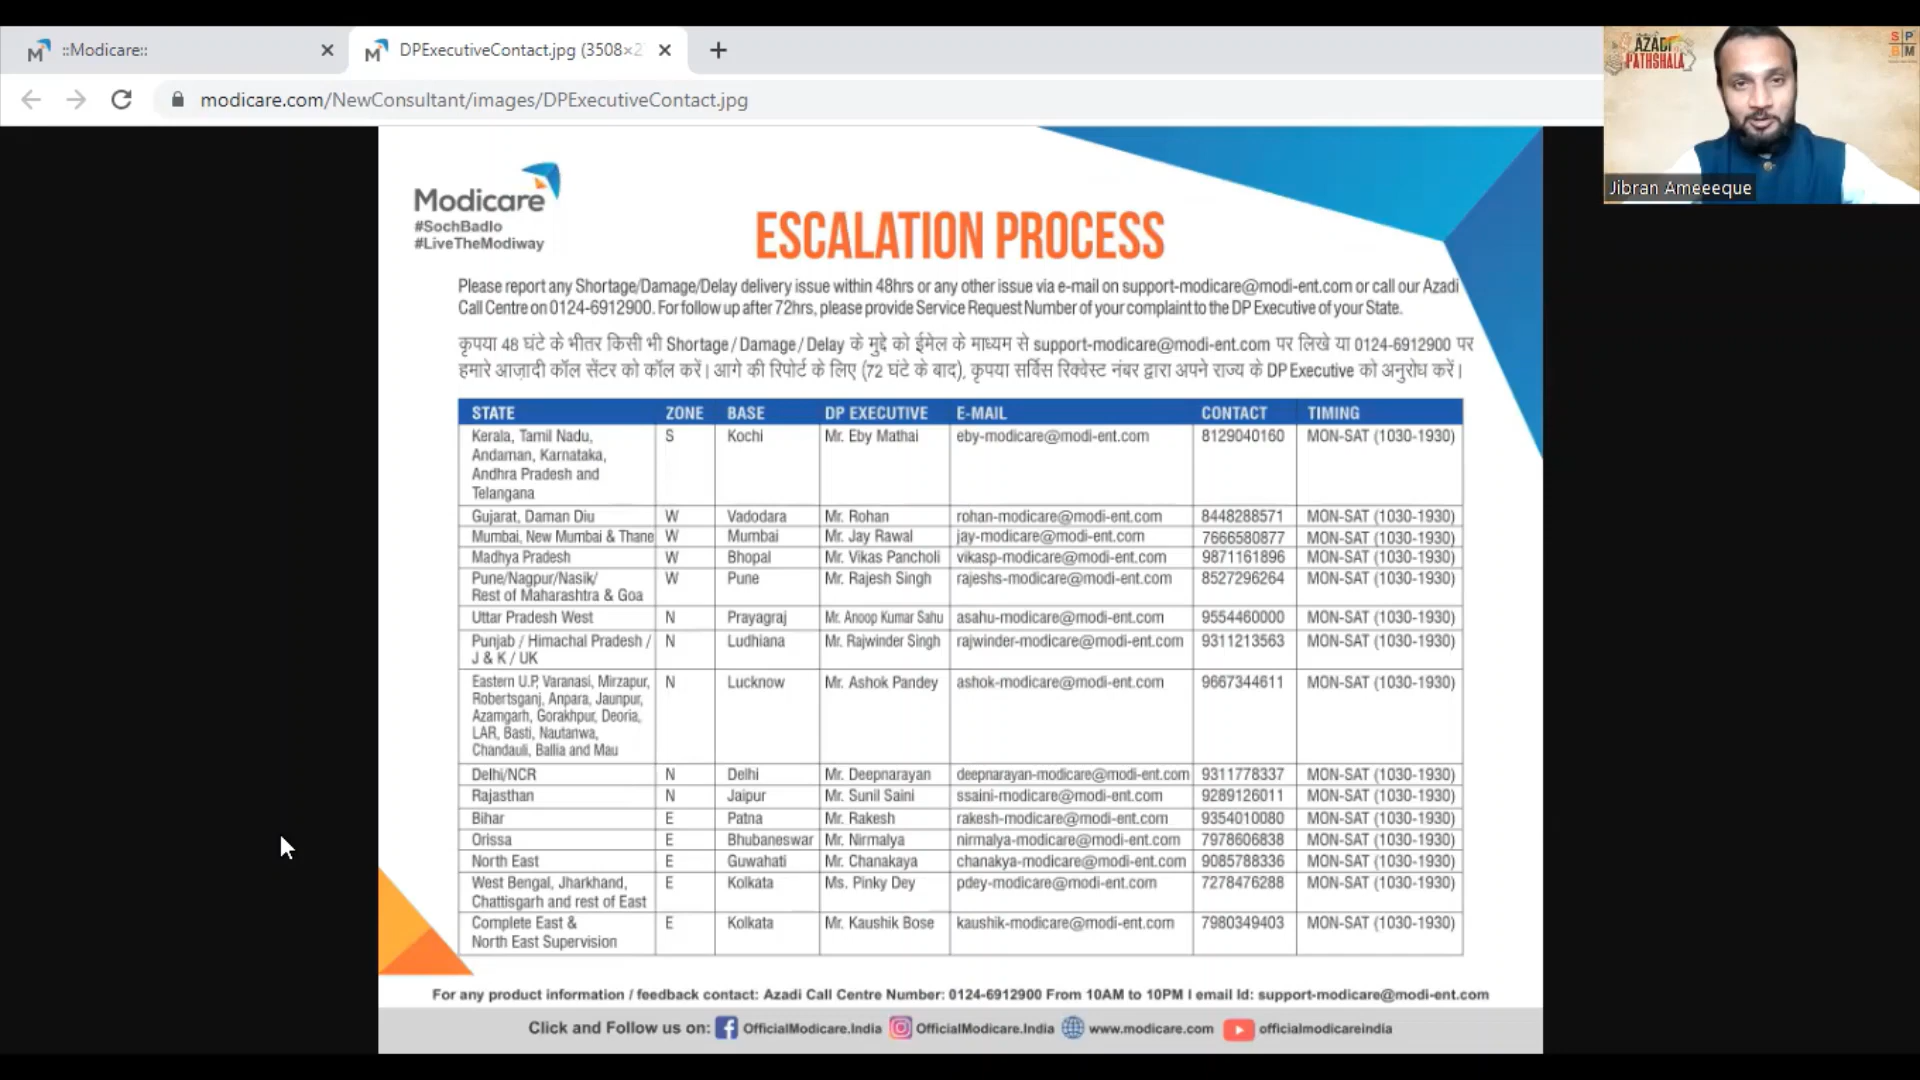 ::Modicare::
DPExecutiveContact.jpg (3508×2
modicare.com/NewConsultant/images/DPExecutiveContact.jpg
AZADI
PATHSHALA
S P
B M
Jibran Ameeeque
Modicare
#SochBadlo
#LiveTheModiway
ESCALATION PROCESS
Please report any Shortage/Damage/Delay delivery issue within 48hrs or any other issue via e-mail on support-modicare@modi-ent.com or call our Azadi
Call Centre on 0124-6912900. For follow up after 72hrs, please provide Service Request Number of your complaint to the DP Executive of your State.
कृपया 48 घंटे के भीतर किसी भी Shortage / Damage / Delay के मुद्दे को ईमेल के माध्यम से support-modicare@modi-ent.com पर लिखे या 0124-6912900 पर
हमारे आज़ादी कॉल सेंटर को कॉल करें। आगे की रिपोर्ट के लिए (72 घंटे के बाद), कृपया सर्विस रिक्वेस्ट नंबर द्वारा अपने राज्य के DP Executive को अनुरोध करें।
STATE ZONE BASE DP EXECUTIVE E-MAIL CONTACT TIMING
Kerala, Tamil Nadu, S Kochi Mr. Eby Mathai eby-modicare@modi-ent.com 8129040160 MON-SAT (1030-1930)
Andaman, Karnataka,
Andhra Pradesh and
Telangana
Gujarat, Daman Diu W Vadodara Mr. Rohan rohan-modicare@modi-ent.com 8448288571 MON-SAT (1030-1930)
Mumbai, New Mumbai & Thane W Mumbai Mr. Jay Rawal jay-modicare@modi-ent.com 7666580877 MON-SAT (1030-1930)
Madhya Pradesh W Bhopal Mr. Vikas Pancholi vikasp-modicare@modi-ent.com 9871161896 MON-SAT (1030-1930)
Pune/Nagpur/Nasik/ W Pune Mr. Rajesh Singh rajeshs-modicare@modi-ent.com 8527296264 MON-SAT (1030-1930)
Rest of Maharashtra & Goa
Uttar Pradesh West N Prayagraj Mr. Anoop Kumar Sahu asahu-modicare@modi-ent.com 9554460000 MON-SAT (1030-1930)
Punjab / Himachal Pradesh / N Ludhiana Mr. Rajwinder Singh rajwinder-modicare@modi-ent.com 9311213563 MON-SAT (1030-1930)
J & K / UK
Eastern U.P, Varanasi, Mirzapur, N Lucknow Mr. Ashok Pandey ashok-modicare@modi-ent.com 9667344611 MON-SAT (1030-1930)
Robertsganj, Anpara, Jaunpur,
Azamgarh, Gorakhpur, Deoria,
LAR, Basti, Nautanwa,
Chandauli, Ballia and Mau
Delhi/NCR N Delhi Mr. Deepnarayan deepnarayan-modicare@modi-ent.com 9311778337 MON-SAT (1030-1930)
Rajasthan N Jaipur Mr. Sunil Saini ssaini-modicare@modi-ent.com 9289126011 MON-SAT (1030-1930)
Bihar E Patna Mr. Rakesh rakesh-modicare@modi-ent.com 9354010080 MON-SAT (1030-1930)
Orissa E Bhubaneswar Mr. Nirmalya nirmalya-modicare@modi-ent.com 7978606838 MON-SAT (1030-1930)
North East E Guwahati Mr. Chanakaya chanakya-modicare@modi-ent.com 9085788336 MON-SAT (1030-1930)
West Bengal, Jharkhand, E Kolkata Ms. Pinky Dey pdey-modicare@modi-ent.com 7278476288 MON-SAT (1030-1930)
Chattisgarh and rest of East
Complete East & E Kolkata Mr. Kaushik Bose kaushik-modicare@modi-ent.com 7980349403 MON-SAT (1030-1930)
North East Supervision
For any product information / feedback contact: Azadi Call Centre Number: 0124-6912900 From 10AM to 10PM I email Id: support-modicare@modi-ent.com
Click and Follow us on: OfficialModicare.India OfficialModicare.India www.modicare.com officialmodicareindia